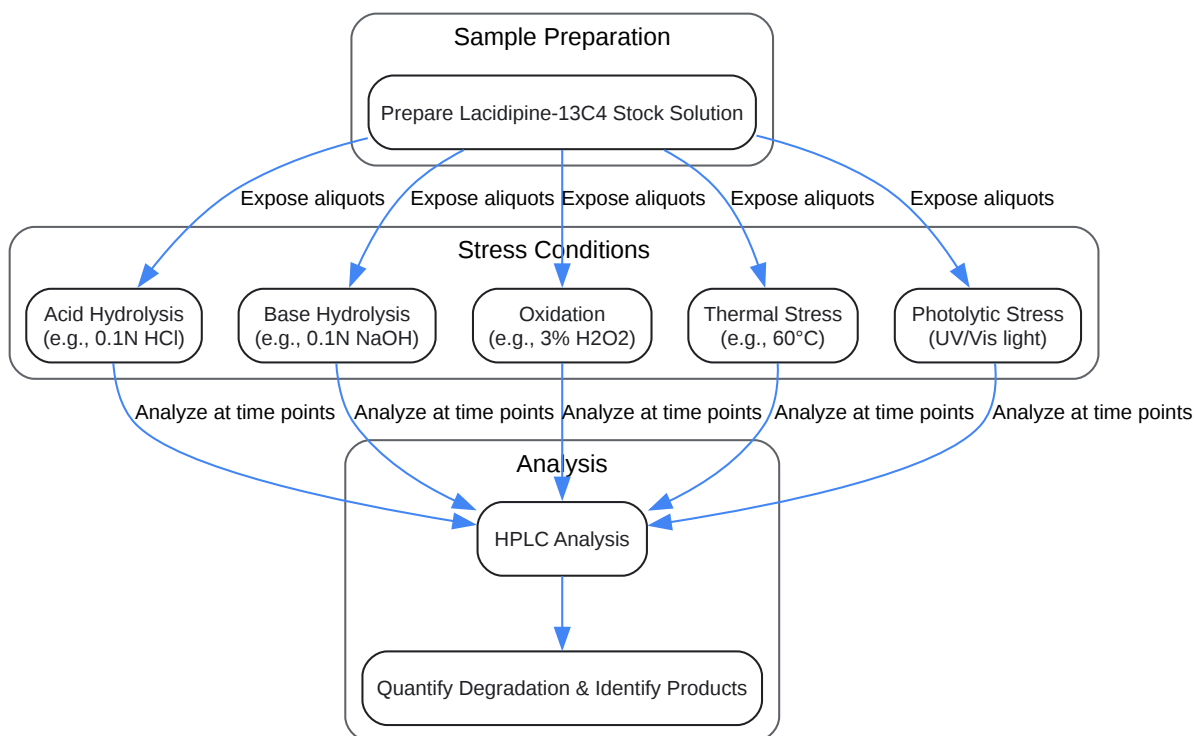 Sample Preparation
Prepare Lacidipine-13C4 Stock Solution
Expose aliquots
Expose aliquots
Expose aliquots
Expose aliquots
Expose aliquots
Stress Conditions
Acid Hydrolysis
(e.g., 0.1N HCl)
Base Hydrolysis
(e.g., 0.1N NaOH)
Oxidation
(e.g., 3% H2O2)
Thermal Stress
(e.g., 60°C)
Photolytic Stress
(UV/Vis light)
Analyze at time points
Analyze at time points
Analyze at time points
Analyze at time points
Analyze at time points
Analysis
HPLC Analysis
Quantify Degradation & Identify Products